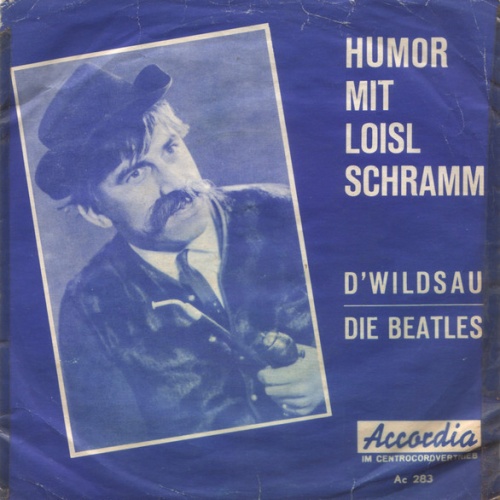 HUMOR
MIT
LOISL
SCHRAMM
D'WILDSAU
DIE BEATLES
Accordia
IM CENTROCORDVERTRIEB
Ac 283